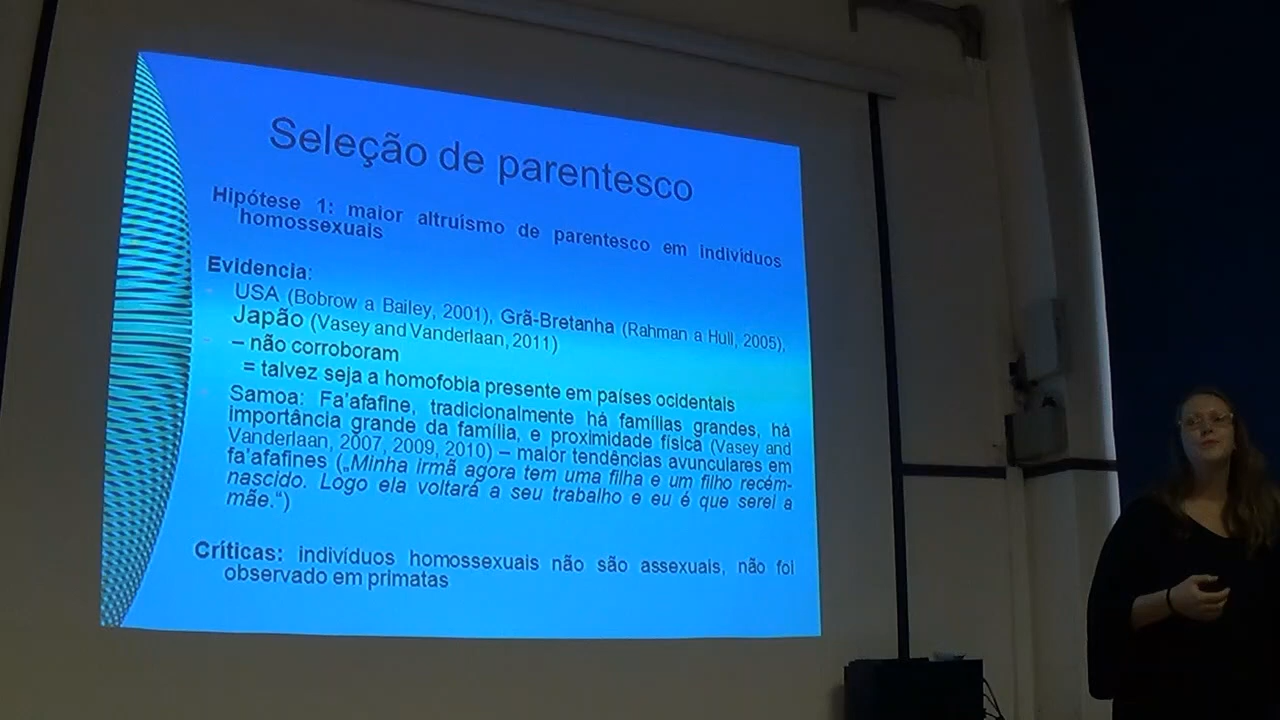 Seleção de parentesco
Hipótese 1: maior altruísmo de parentesco em indivíduos
homossexuais
Evidencia:
USA (Bobrow a Bailey, 2001), Grã-Bretanha (Rahman a Hull, 2005),
Japão (Vasey and Vanderlaan, 2011)
– não corroboram
= talvez seja a homofobia presente em países ocidentais
Samoa: Fa'afafine, tradicionalmente há famílias grandes, há
importância grande da família, e proximidade física (Vasey and
Vanderlaan, 2007, 2009, 2010) – maior tendências avunculares em
fa'afafines („Minha irmã agora tem uma filha e um filho recém-
nascido. Logo ela voltará a seu trabalho e eu é que serei a
mãe.“)
Críticas: indivíduos homossexuais não são assexuais, não foi
observado em primatas